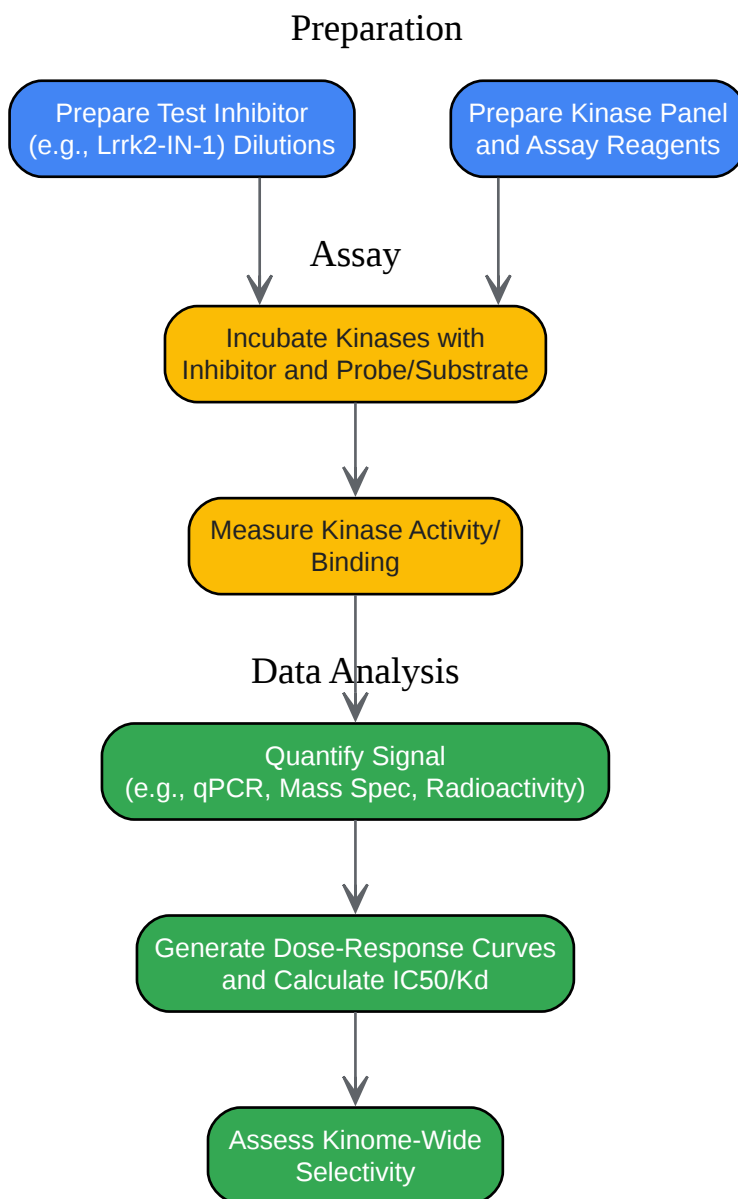 Preparation
Prepare Test Inhibitor
(e.g., Lrrk2-IN-1) Dilutions
Prepare Kinase Panel
and Assay Reagents
Assay
Incubate Kinases with
Inhibitor and Probe/Substrate
Measure Kinase Activity/
Binding
Data Analysis
Quantify Signal
(e.g., qPCR, Mass Spec, Radioactivity)
Generate Dose-Response Curves
and Calculate IC50/Kd
Assess Kinome-Wide
Selectivity